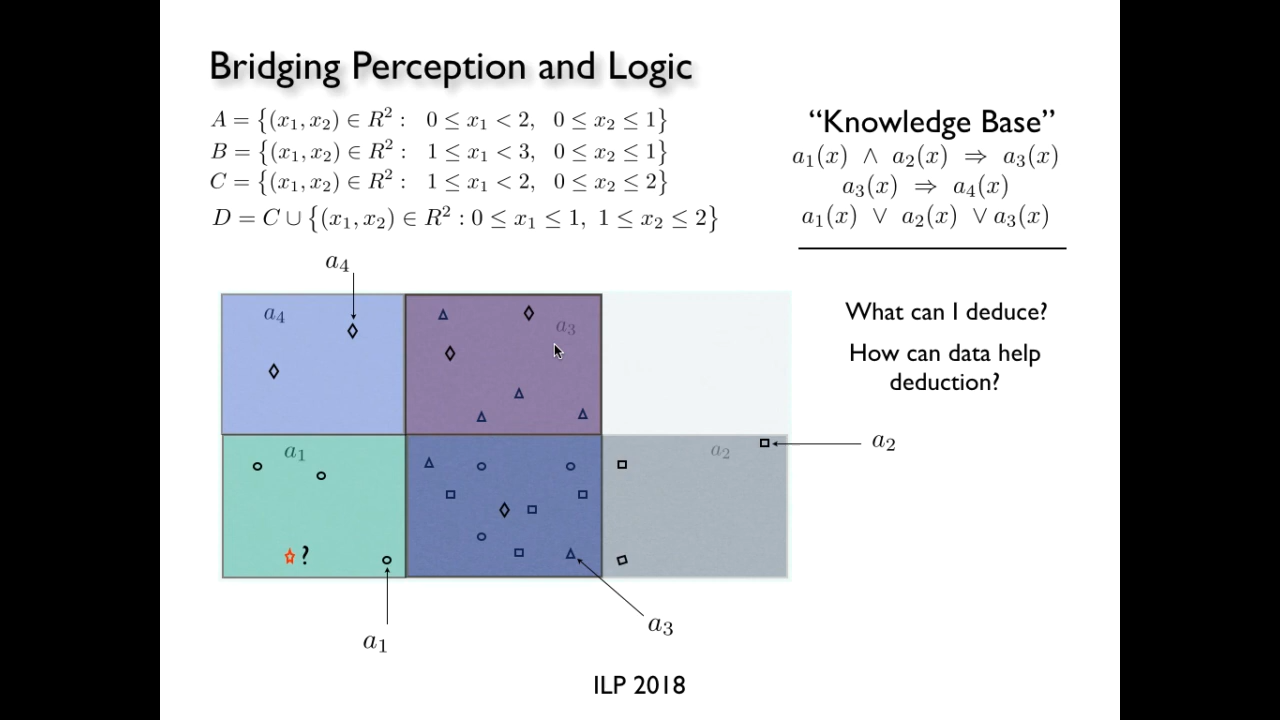 Bridging Perception and Logic
A = {(x₁, x₂) ∈ R² : 0 ≤ x₁ < 2, 0 ≤ x₂ ≤ 1}
B = {(x₁, x₂) ∈ R² : 1 ≤ x₁ < 3, 0 ≤ x₂ ≤ 1}
C = {(x₁, x₂) ∈ R² : 1 ≤ x₁ < 2, 0 ≤ x₂ ≤ 2}
D = C ∪ {(x₁, x₂) ∈ R² : 0 ≤ x₁ ≤ 1, 1 ≤ x₂ ≤ 2}
“Knowledge Base”
a₁(x) ∧ a₂(x) ⇒ a₃(x)
a₃(x) ⇒ a₄(x)
a₁(x) ∨ a₂(x) ∨ a₃(x)
What can I deduce?
How can data help
deduction?
a₄
a₄
a₃
a₁
a₂
a₂
?
a₁
a₃
ILP 2018